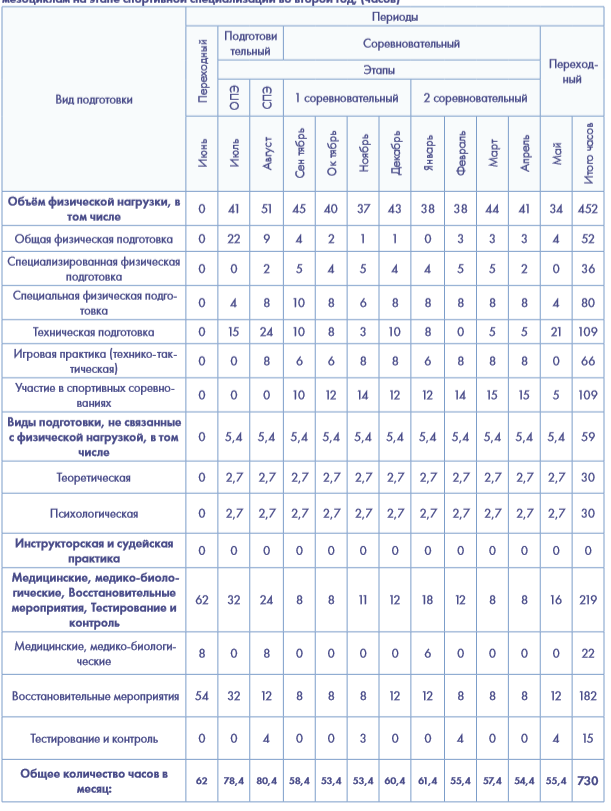 мезоциклам на этапе спортивной специализации во второй год, (часов)
Вид подготовки
Периоды
Переходный
Подготови
тельный
Соревновательный
Переход-
ный
Этапы
ОПЭ
СПЭ
1 соревновательный
2 соревновательный
Июнь
Июль
Август
Сен тябрь
Ок тябрь
Ноябрь
Декабрь
Январь
Февраль
Март
Апрель
Май
Итого часов
Объём физической нагрузки, в
том числе
0 41 51 45 40 37 43 38 38 44 41 34 452
Общая физическая подготовка 0 22 9 4 2 1 1 0 3 3 3 4 52
Специализированная физическая
подготовка
0 0 2 5 4 5 4 4 5 5 2 0 36
Специальная физическая подго-
товка
0 4 8 10 8 6 8 8 8 8 8 4 80
Техническая подготовка 0 15 24 10 8 3 10 8 0 5 5 21 109
Игровая практика (технико-так-
тическая)
0 0 8 6 6 8 8 6 8 8 8 0 66
Участие в спортивных соревно-
ваниях
0 0 0 10 12 14 12 12 14 15 15 5 109
Виды подготовки, не связанные
с физической нагрузкой, в том
числе
0 5,4 5,4 5,4 5,4 5,4 5,4 5,4 5,4 5,4 5,4 5,4 59
Теоретическая 0 2,7 2,7 2,7 2,7 2,7 2,7 2,7 2,7 2,7 2,7 2,7 30
Психологическая 0 2,7 2,7 2,7 2,7 2,7 2,7 2,7 2,7 2,7 2,7 2,7 30
Инструкторская и судейская
практика
0 0 0 0 0 0 0 0 0 0 0 0 0
Медицинские, медико-биоло-
гические, Восстановительные
мероприятия, Тестирование и
контроль
62 32 24 8 8 11 12 18 12 8 8 16 219
Медицинские, медико-биологи-
ческие
8 0 8 0 0 0 0 6 0 0 0 0 22
Восстановительные мероприятия 54 32 12 8 8 8 12 12 8 8 8 12 182
Тестирование и контроль 0 0 4 0 0 3 0 0 4 0 0 4 15
Общее количество часов в
месяц:
62 78,4 80,4 58,4 53,4 53,4 60,4 61,4 55,4 57,4 54,4 55,4 730